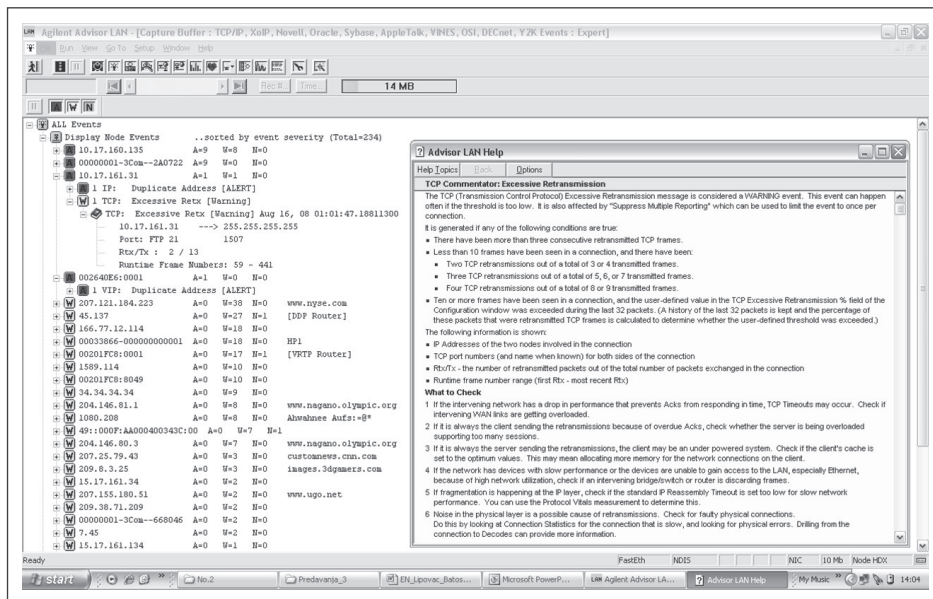 Agilent Advisor LAN - [Capture Buffer : TCP/IP, XoIP, Novell, Oracle, Sybase, AppleTalk, VINES, OSI, DECnet, Y2K Events : Expert]
Run View Go To Setup Window Help
Rec #... Time... 14 MB
A W N
ALL Events
Display Node Events ..sorted by event severity (Total=234)
10.17.160.135 A=9 W=8 N=0
00000001-3Com--2A0722 A=9 W=0 N=0
10.17.161.31 A=1 W=1 N=0
1 IP: Duplicate Address [ALERT]
W 1 TCP: Excessive Retx [Warning]
TCP: Excessive Retx [Warning] Aug 16, 08 01:01:47.18811300
10.17.161.31 ---> 255.255.255.255
Port: FTP 21 1507
Rtx/Tx : 2 / 13
Runtime Frame Numbers: 59 - 441
002640E6:0001 A=1 W=0 N=0
1 VIP: Duplicate Address [ALERT]
W 207.121.184.223 A=0 W=38 N=0 www.nyse.com
W 45.137 A=0 W=27 N=1 [DDP Router]
W 166.77.12.114 A=0 W=18 N=0
W 00033866-000000000001 A=0 W=18 N=0 HP1
W 00201FC8:0001 A=0 W=17 N=1 [VRTP Router]
W 1589.114 A=0 W=10 N=0
W 00201FC8:8049 A=0 W=10 N=0
W 34.34.34.34 A=0 W=9 N=0
W 204.146.81.1 A=0 W=8 N=0 www.nagano.olympic.org
W 1080.208 A=0 W=8 N=0 Ahwahnee Aufs:=@*
W 49::000F:AA000400343C:00 A=0 W=7 N=1
W 204.146.80.3 A=0 W=7 N=0 www.nagano.olympic.org
W 207.25.79.43 A=0 W=3 N=0 customnews.cnn.com
W 209.8.3.25 A=0 W=3 N=0 images.3dgamers.com
W 15.17.161.34 A=0 W=2 N=0
W 207.155.180.51 A=0 W=2 N=0 www.ugo.net
W 209.38.71.209 A=0 W=2 N=0
W 00000001-3Com--668046 A=0 W=2 N=0
W 7.45 A=0 W=2 N=0
W 15.17.161.134 A=0 W=1 N=0
Advisor LAN Help
Help Topics Back Options
TCP Commentator: Excessive Retransmission
The TCP (Transmission Control Protocol) Excessive Retransmission message is considered a WARNING event. This event can happen
often if the threshold is too low. It is also affected by "Suppress Multiple Reporting" which can be used to limit the event to once per
connection.
It is generated if any of the following conditions are true:
▪ There have been more than three consecutive retransmitted TCP frames.
▪ Less than 10 frames have been seen in a connection, and there have been:
▪ Two TCP retransmissions out of a total of 3 or 4 transmitted frames.
▪ Three TCP retransmissions out of a total of 5, 6, or 7 transmitted frames.
▪ Four TCP retransmissions out of a total of 8 or 9 transmitted frames.
▪ Ten or more frames have been seen in a connection, and the user-defined value in the TCP Excessive Retransmission % field of the
Configuration window was exceeded during the last 32 packets. (A history of the last 32 packets is kept and the percentage of
these packets that were retransmitted TCP frames is calculated to determine whether the user-defined threshold was exceeded.)
The following information is shown:
▪ IP Addresses of the two nodes involved in the connection
▪ TCP port numbers (and name when known) for both sides of the connection
▪ Rtx/Tx - the number of retransmitted packets out of the total number of packets exchanged in the connection
▪ Runtime frame number range (first Rtx - most recent Rtx)
What to Check
1 If the intervening network has a drop in performance that prevents Acks from responding in time, TCP Timeouts may occur. Check if
intervening WAN links are getting overloaded.
2 If it is always the client sending the retransmissions because of overdue Acks, check whether the server is being overloaded
supporting too many sessions.
3 If it is always the server sending the retransmissions, the client may be an under powered system. Check if the client's cache is
set to the optimum values. This may mean allocating more memory for the network connections on the client.
4 If the network has devices with slow performance or the devices are unable to gain access to the LAN, especially Ethernet,
because of high network utilization, check if an intervening bridge/switch or router is discarding frames.
5 If fragmentation is happening at the IP layer, check if the standard IP Reassembly Timeout is set too low for slow network
performance. You can use the Protocol Vitals measurement to determine this.
6 Noise in the physical layer is a possible cause of retransmissions. Check for faulty physical connections.
Do this by looking at Connection Statistics for the connection that is slow, and looking for physical errors. Drilling from the
connection to Decodes can provide more information.
Ready FastEth NDIS NIC 10 Mb Node HDX
start No.2 Predavanja_3 EN_Lipovac_Batos... Microsoft PowerP... Agilent Advisor LA... Advisor LAN Help My Music 14:04